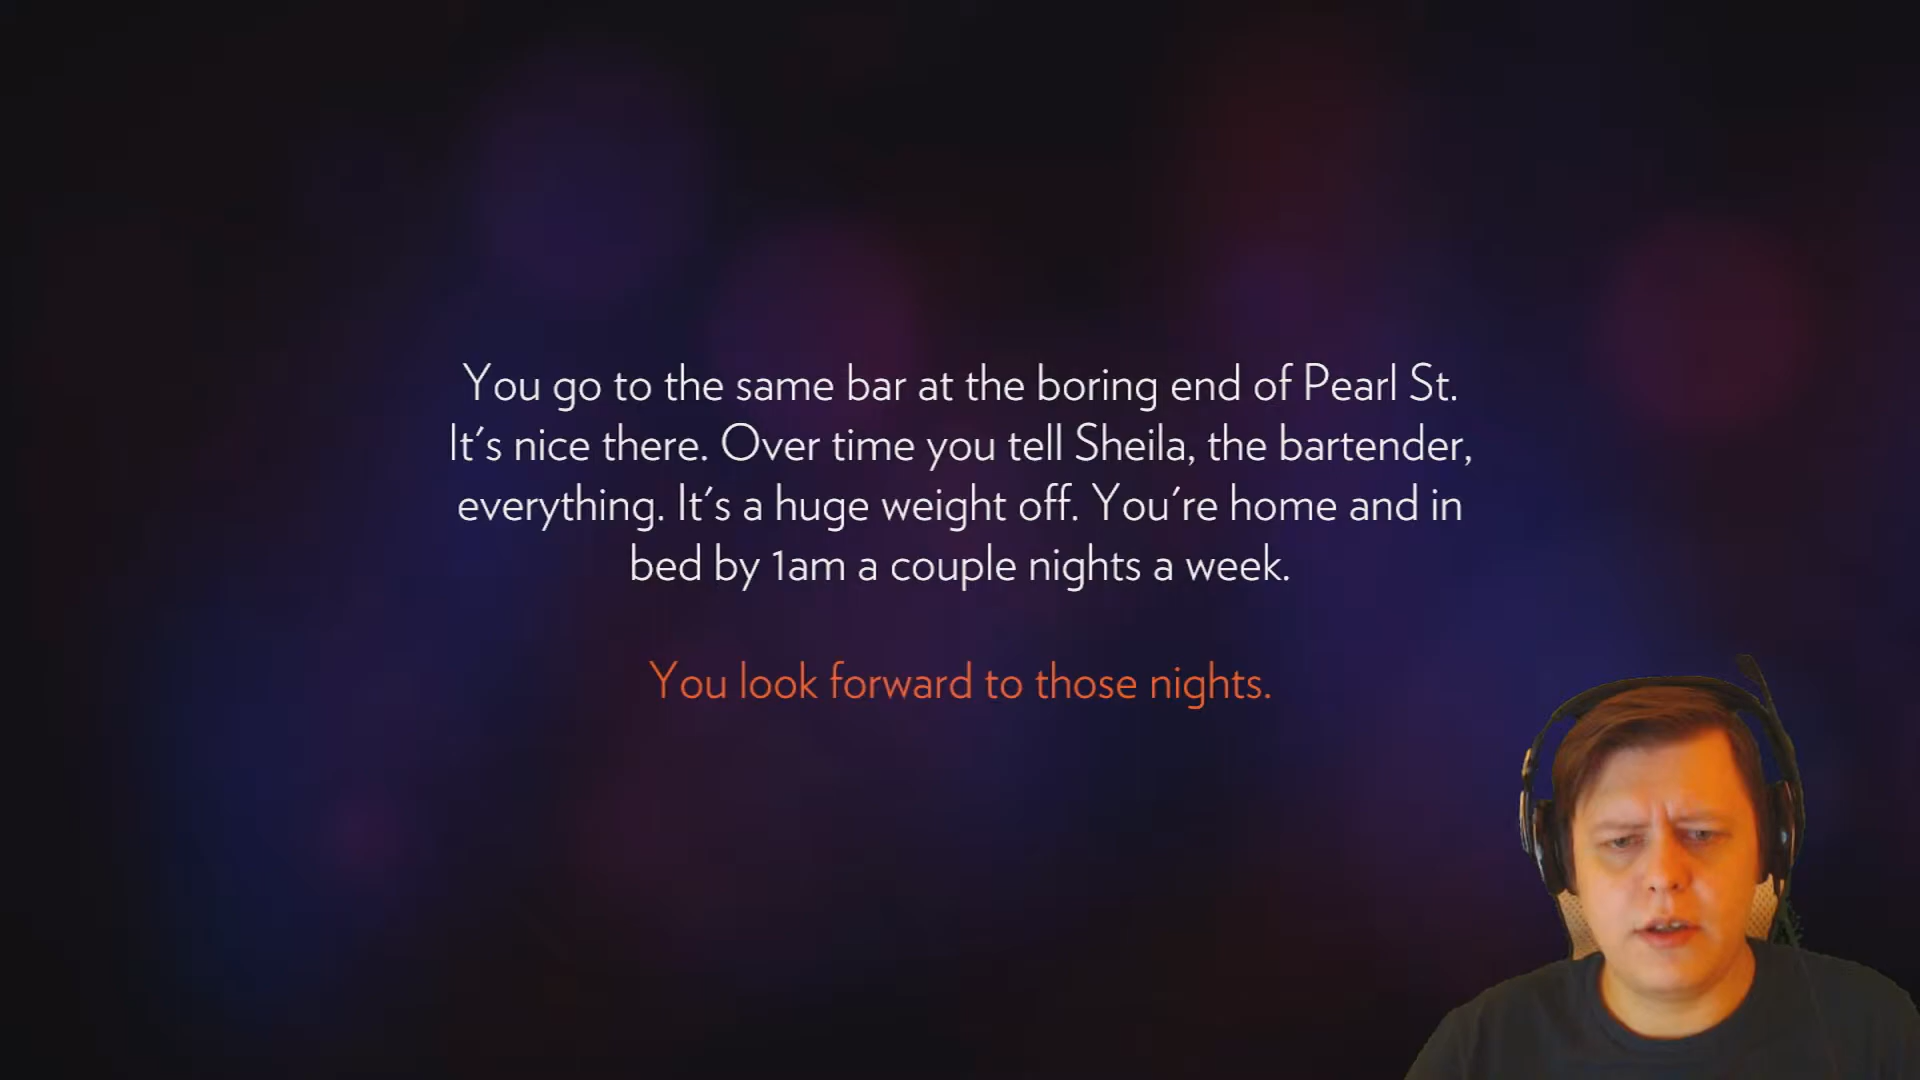 You go to the same bar at the boring end of Pearl St.
It's nice there. Over time you tell Sheila, the bartender,
everything. It's a huge weight off. You're home and in
bed by 1am a couple nights a week.
You look forward to those nights.